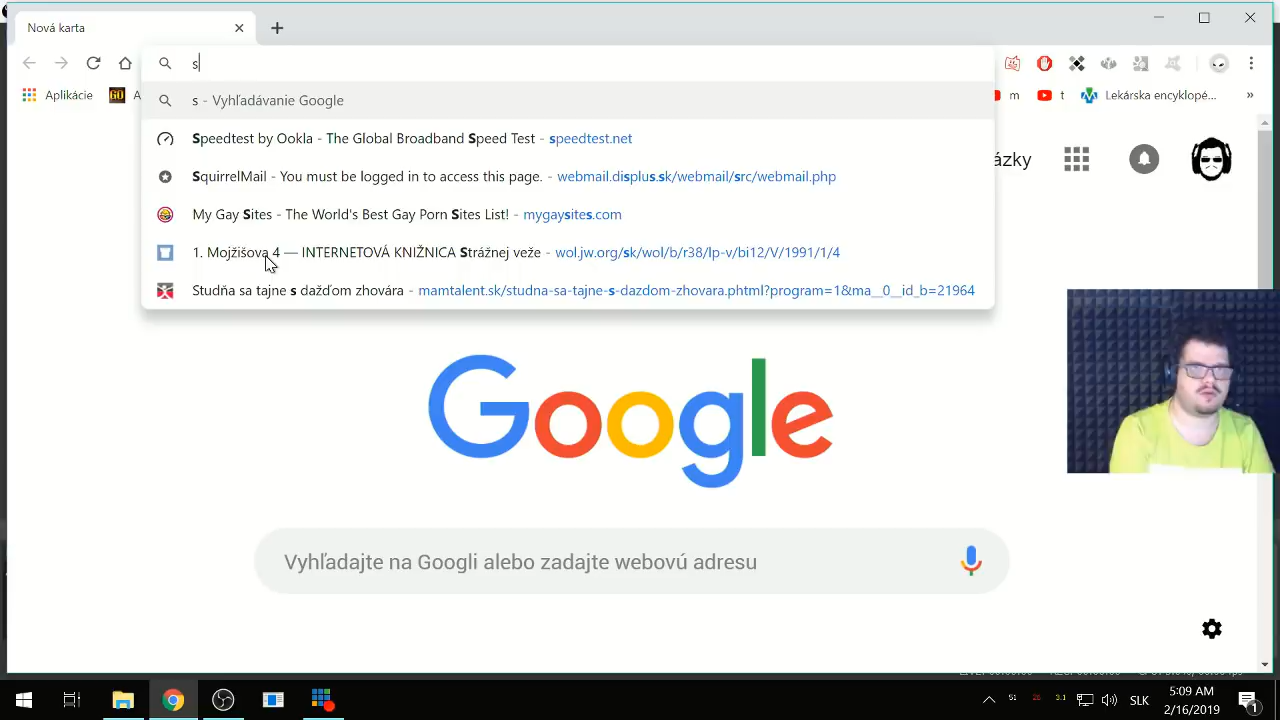 Nová karta
s
Aplikácie
GO
A
m
t
Lekárska encyklopé...
»
s - Vyhľadávanie Google
Speedtest by Ookla - The Global Broadband Speed Test - speedtest.net
SquirrelMail - You must be logged in to access this page. - webmail.displus.sk/webmail/src/webmail.php
My Gay Sites - The World's Best Gay Porn Sites List! - mygaysites.com
1. Mojžišova 4 — INTERNETOVÁ KNIŽNICA Strážnej veže - wol.jw.org/sk/wol/b/r38/lp-v/bi12/V/1991/1/4
Studňa sa tajne s dažďom zhovára - mamtalent.sk/studna-sa-tajne-s-dazdom-zhovara.phtml?program=1&ma__0__id_b=21964
ázky
Google
Vyhľadajte na Googli alebo zadajte webovú adresu
SLK
5:09 AM
2/16/2019
1